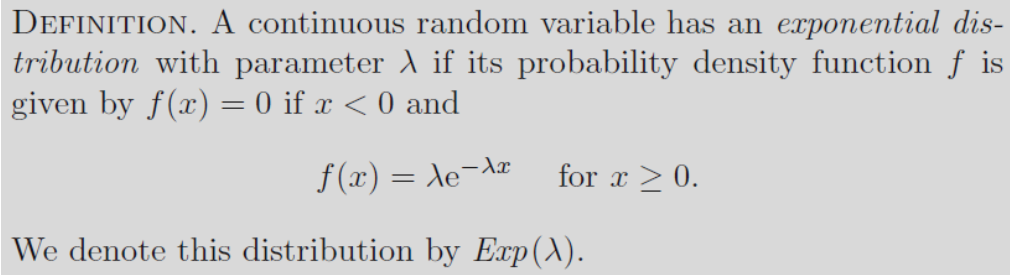 DEFINITION. A continuous random variable has an exponential dis-
tribution with parameter λ if its probability density function f is
given by f(x) = 0 if x < 0 and
f(x) = λe^{−λx} for x ≥ 0.
We denote this distribution by Exp(λ).